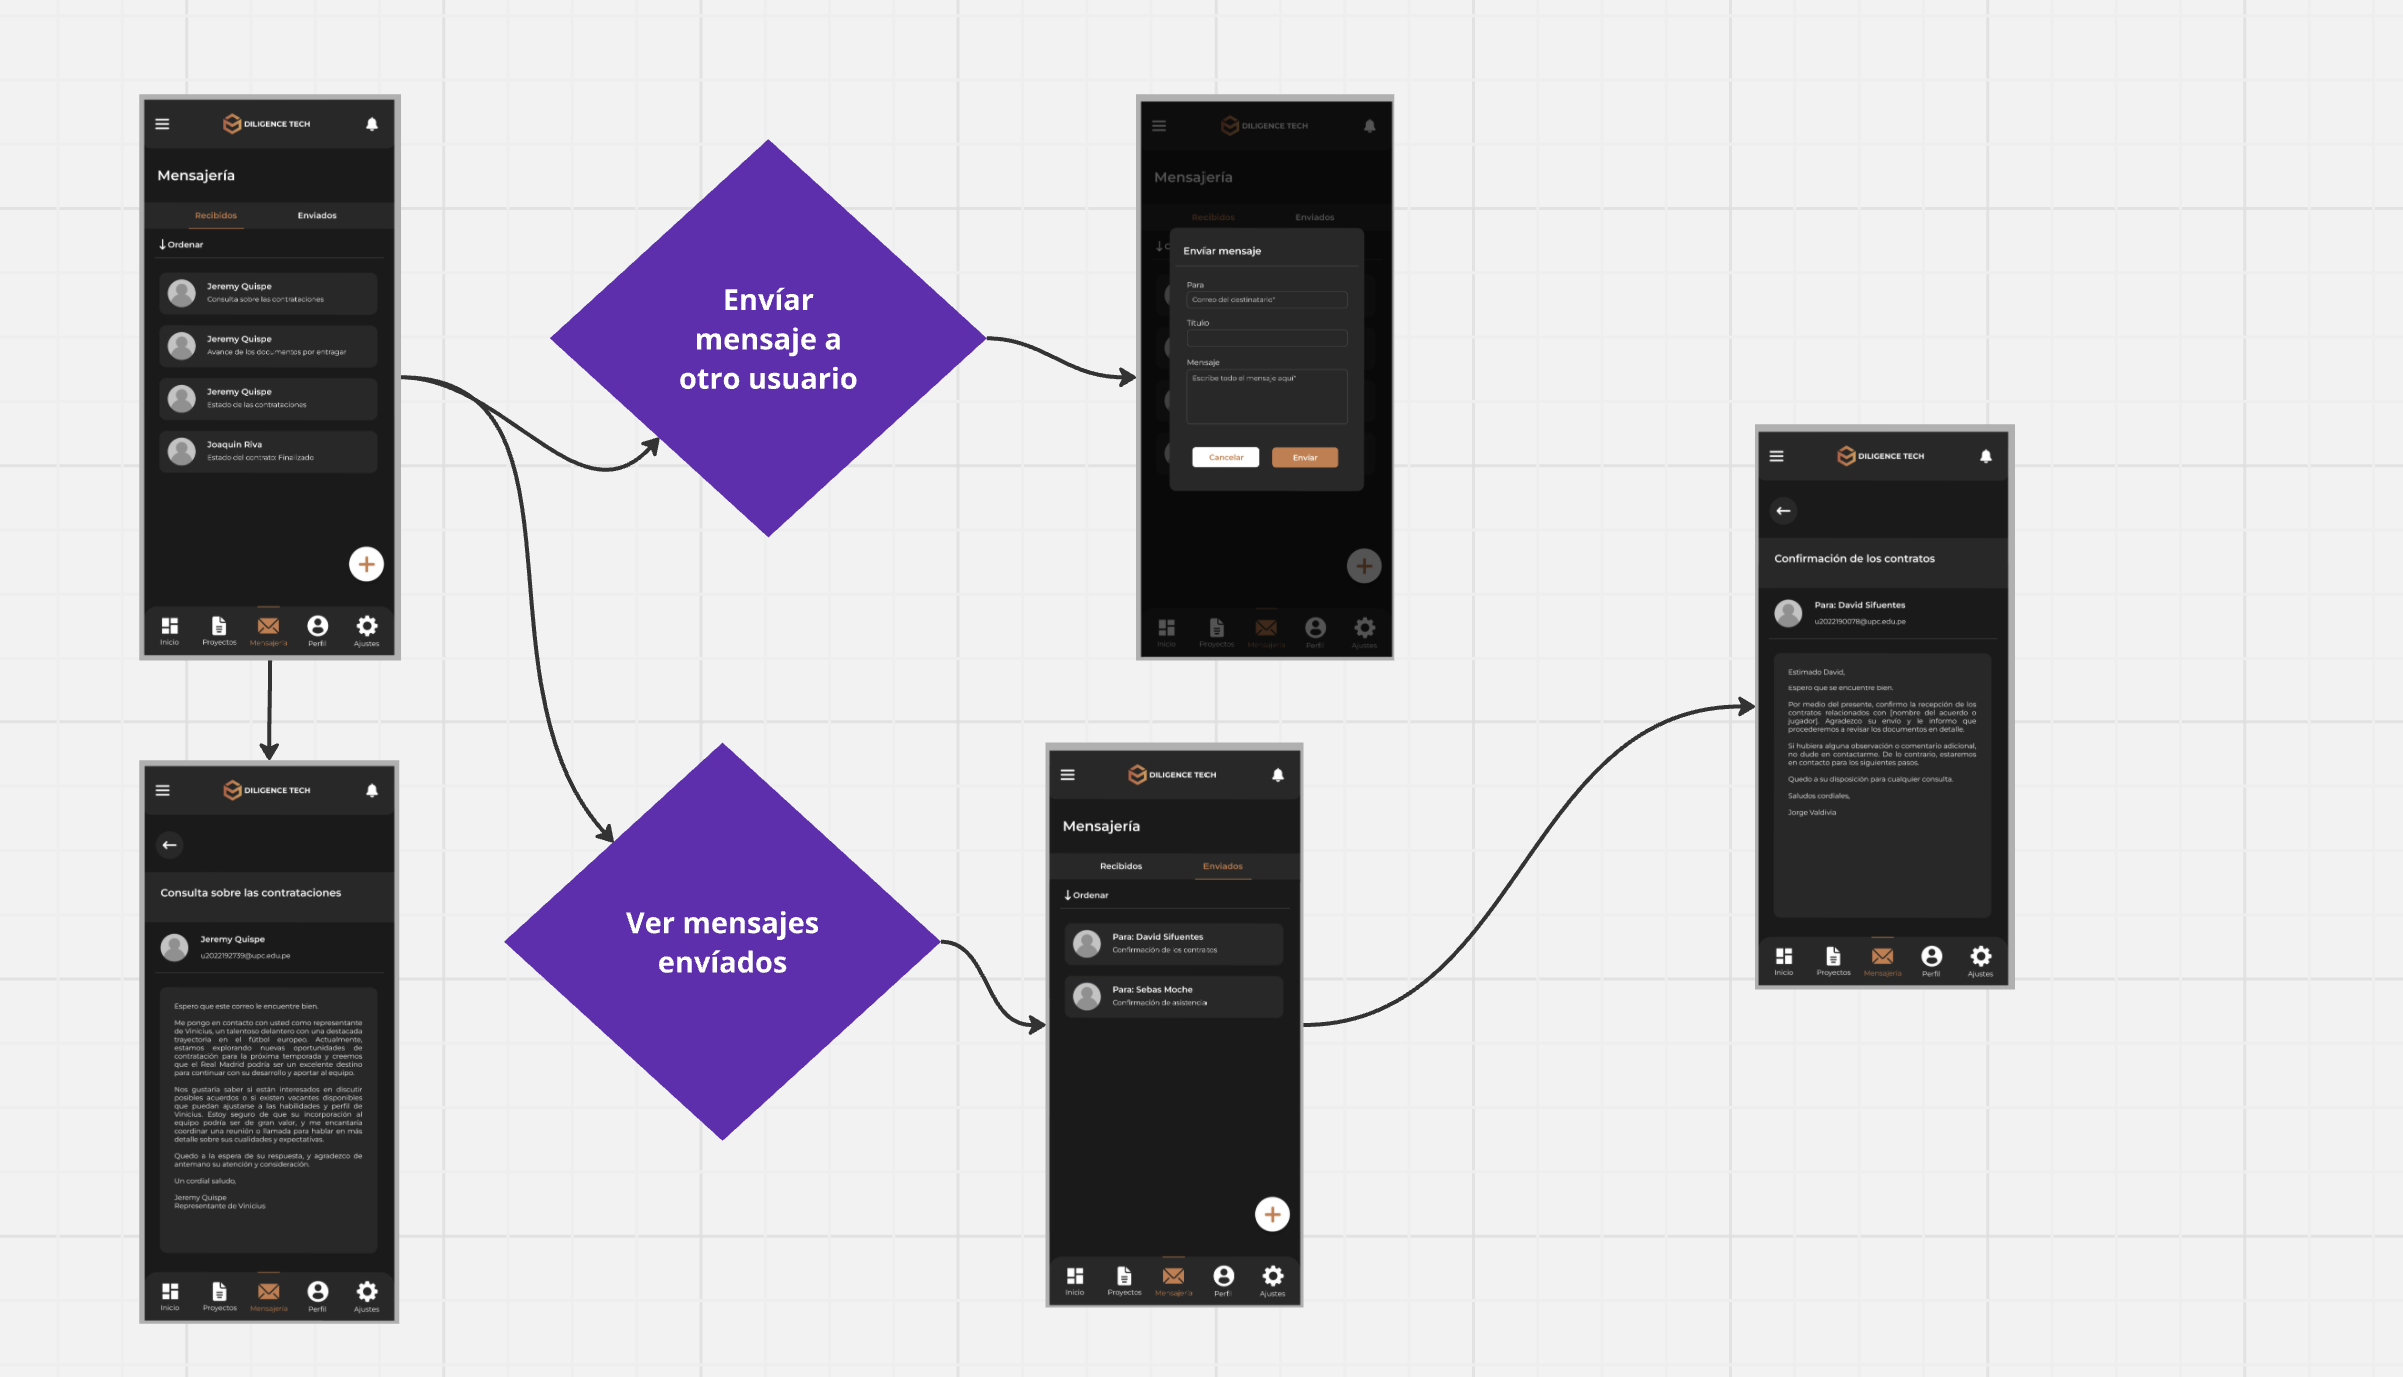 DILIGENCE TECH
Mensajería
Recibidos Enviados
↓ Ordenar
Jeremy Quispe
Consulta sobre las contrataciones
Jeremy Quispe
Avance de los documentos por entragar
Jeremy Quispe
Estado de las contrataciones
Joaquin Riva
Estado del contrato: Finalizado
Inicio Proyectos Mensajería Perfil Ajustes
Envíar
mensaje a
otro usuario
DILIGENCE TECH
Mensajería
Recibidos Enviados
Envíar mensaje
Para
Correo del destinatario*
Título
Mensaje
Escribe todo el mensaje aquí*
Cancelar Envíar
Inicio Proyectos Mensajería Perfil Ajustes
DILIGENCE TECH
Consulta sobre las contrataciones
Jeremy Quispe
u2022192739@upc.edu.pe
Espero que este correo le encuentre bien.
Me pongo en contacto con usted como representante
de Vinicius, un talentoso delantero con una destacada
trayectoria en el fútbol europeo. Actualmente,
estamos explorando nuevas oportunidades de
contratación para la próxima temporada y creemos
que el Real Madrid podría ser un excelente destino
para continuar con su desarrollo y aportar al equipo.
Nos gustaría saber si están interesados en discutir
posibles acuerdos o si existen vacantes disponibles
que puedan ajustarse a las habilidades y perfil de
Vinicius. Estoy seguro de que su incorporación al
equipo podría ser de gran valor, y me encantaría
coordinar una reunión o llamada para hablar en más
detalle sobre sus cualidades y expectativas.
Quedo a la espera de su respuesta, y agradezco de
antemano su atención y consideración.
Un cordial saludo,
Jeremy Quispe
Representante de Vinicius
Inicio Proyectos Mensajería Perfil Ajustes
Ver mensajes
envíados
DILIGENCE TECH
Mensajería
Recibidos Enviados
↓ Ordenar
Para: David Sifuentes
Confirmación de los contratos
Para: Sebas Moche
Confirmación de asistencia
Inicio Proyectos Mensajería Perfil Ajustes
DILIGENCE TECH
Confirmación de los contratos
Para: David Sifuentes
u2022190078@upc.edu.pe
Estimado David,
Espero que se encuentre bien.
Por medio del presente, confirmo la recepción de los
contratos relacionados con [nombre del acuerdo o
jugador]. Agradezco su envío y le informo que
procederemos a revisar los documentos en detalle.
Si hubiera alguna observación o comentario adicional,
no dude en contactarme. De lo contrario, estaremos
en contacto para los siguientes pasos.
Quedo a su disposición para cualquier consulta.
Saludos cordiales,
Jorge Valdivia
Inicio Proyectos Mensajería Perfil Ajustes